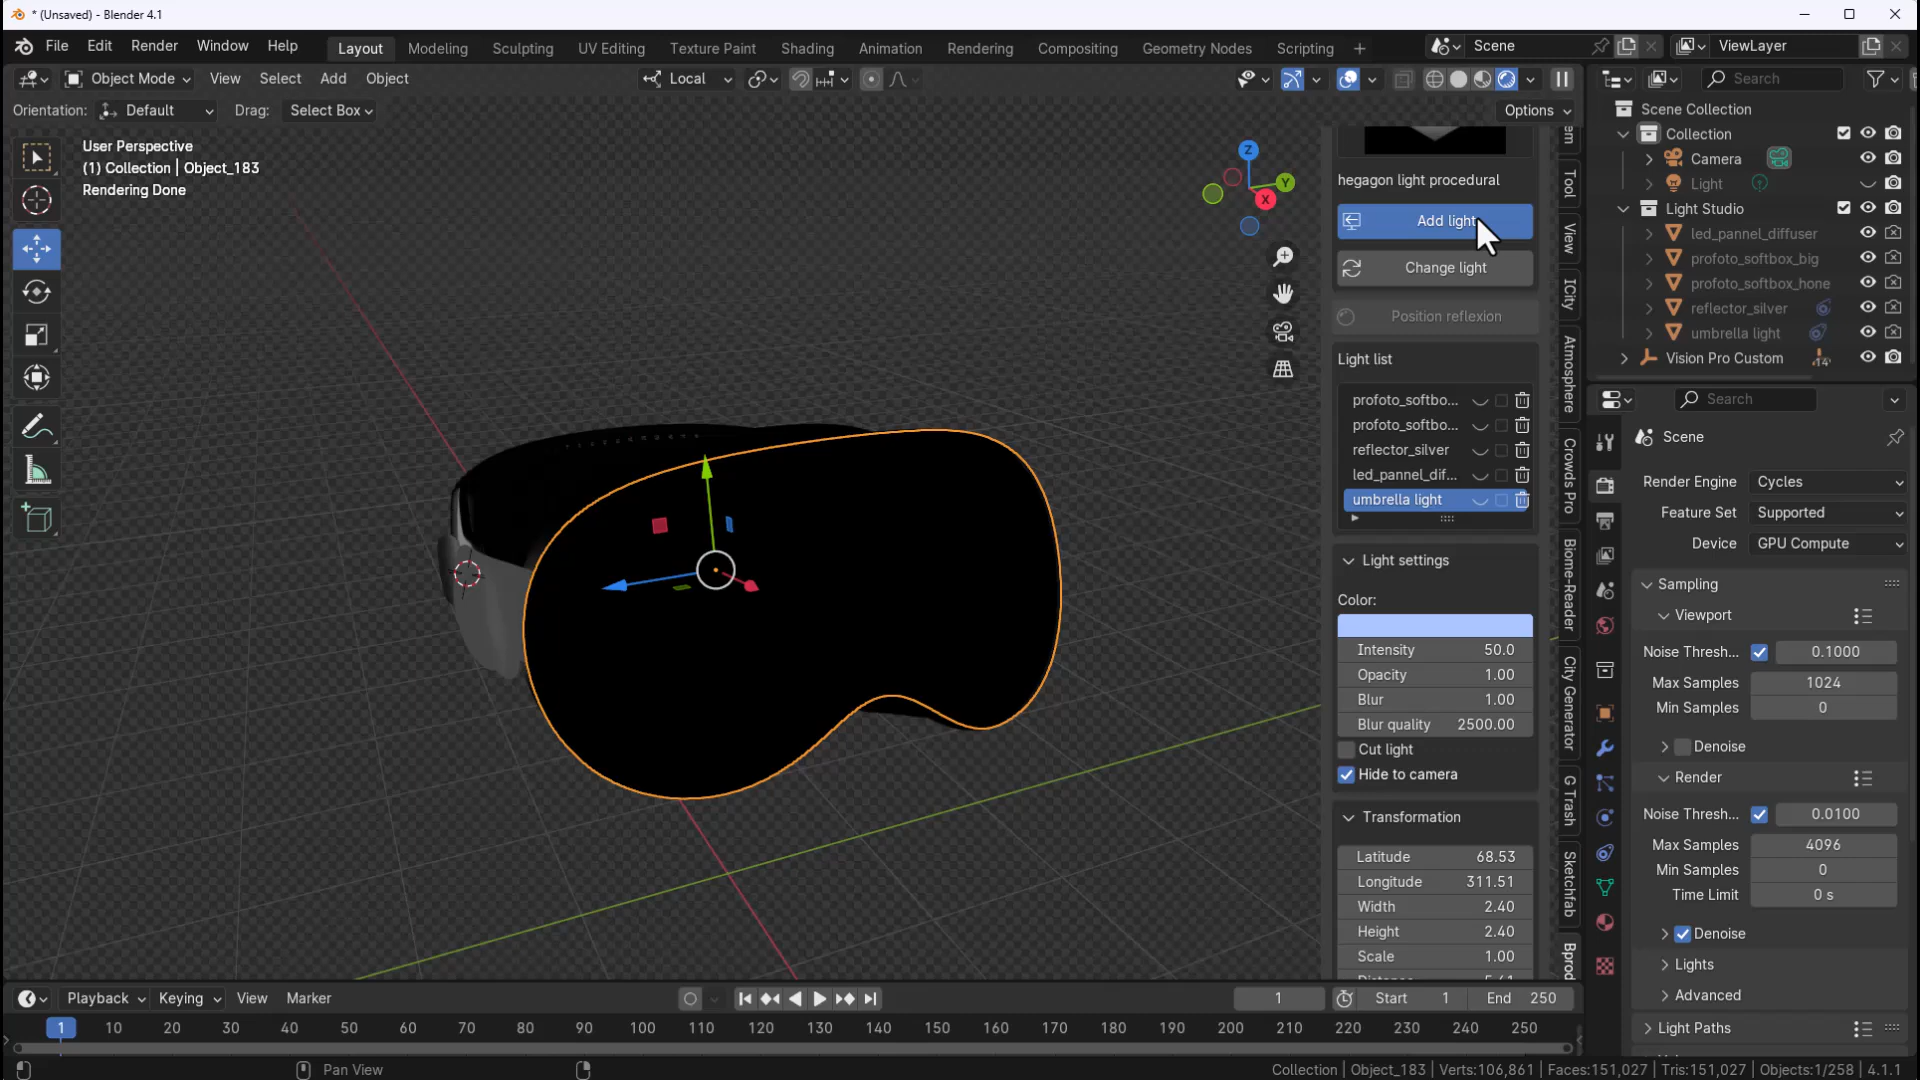 * (Unsaved) - Blender 4.1
File Edit Render Window Help Layout Modeling Sculpting UV Editing Texture Paint Shading Animation Rendering Compositing Geometry Nodes Scripting Scene ViewLayer
Object Mode View Select Add Object Local Search
Orientation: Default Drag: Select Box Options
User Perspective
(1) Collection | Object_183
Rendering Done
Z
Y
X
hegagon light procedural
Add light
Change light
Position reflexion
Light list
profoto_softbo...
profoto_softbo...
reflector_silver
led_pannel_dif...
umbrella light
Light settings
Color:
Intensity 50.0
Opacity 1.00
Blur 1.00
Blur quality 2500.00
Cut light
Hide to camera
Transformation
Latitude 68.53
Longitude 311.51
Width 2.40
Height 2.40
Scale 1.00
Tool
View
ICity
Atmosphere
Crowds Pro
Biome-Reader
City Generator
G Trash
Sketchfab
Bprod
Scene Collection
Collection
Camera
Light
Light Studio
led_pannel_diffuser
profoto_softbox_big
profoto_softbox_hone
reflector_silver
umbrella light
Vision Pro Custom 14
Search
Scene
Render Engine Cycles
Feature Set Supported
Device GPU Compute
Sampling
Viewport
Noise Thresh... 0.1000
Max Samples 1024
Min Samples 0
Denoise
Render
Noise Thresh... 0.0100
Max Samples 4096
Min Samples 0
Time Limit 0 s
Denoise
Lights
Advanced
Light Paths
Playback Keying View Marker 1 Start 1 End 250
1 10 20 30 40 50 60 70 80 90 100 110 120 130 140 150 160 170 180 190 200 210 220 230 240 250
Pan View Collection | Object_183 | Verts:106,861 | Faces:151,027 | Tris:151,027 | Objects:1/258 | 4.1.1